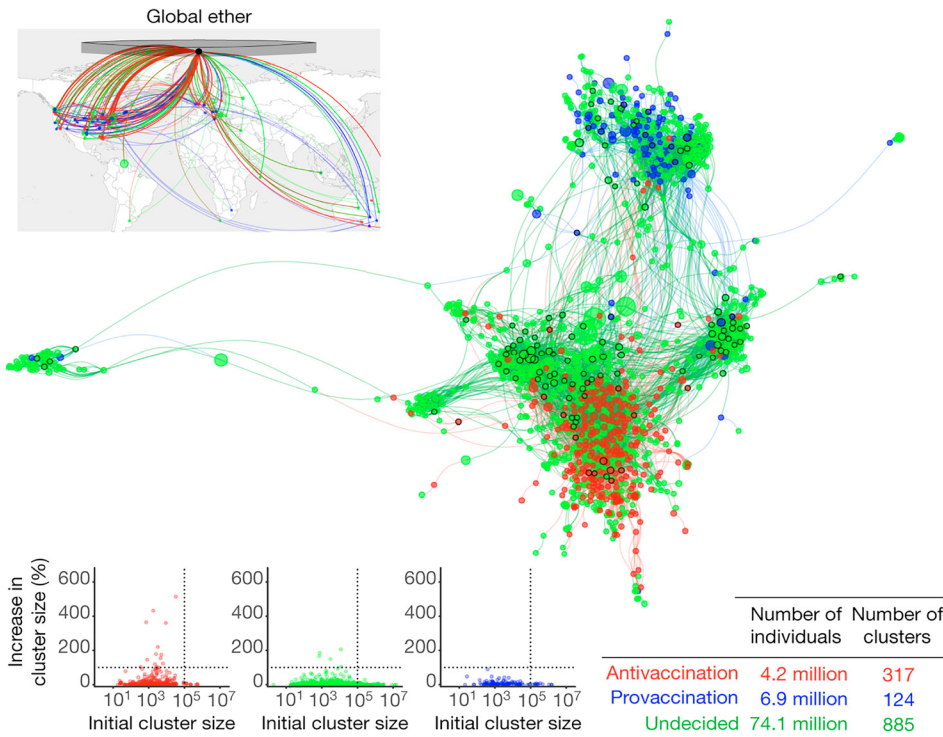 Global ether
Increase in
cluster size (%)
600
400
200
0
10¹ 10³ 10⁵ 10⁷
Initial cluster size
600
400
200
0
10¹ 10³ 10⁵ 10⁷
Initial cluster size
600
400
200
0
10¹ 10³ 10⁵ 10⁷
Initial cluster size
Number of Number of
individuals clusters
Antivaccination 4.2 million 317
Provaccination 6.9 million 124
Undecided 74.1 million 885